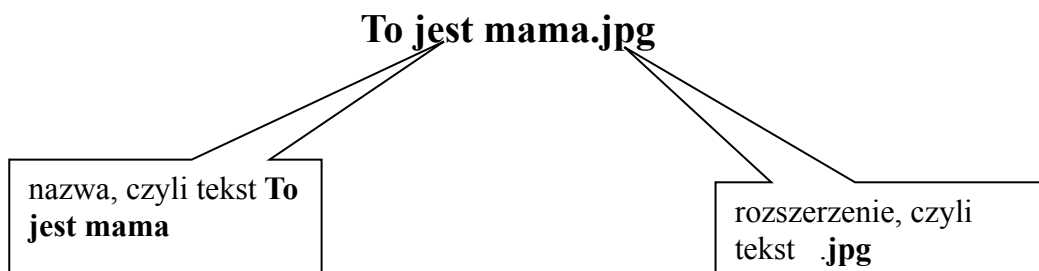 To jest mama.jpg
nazwa, czyli tekst To
jest mama
rozszerzenie, czyli
tekst .jpg